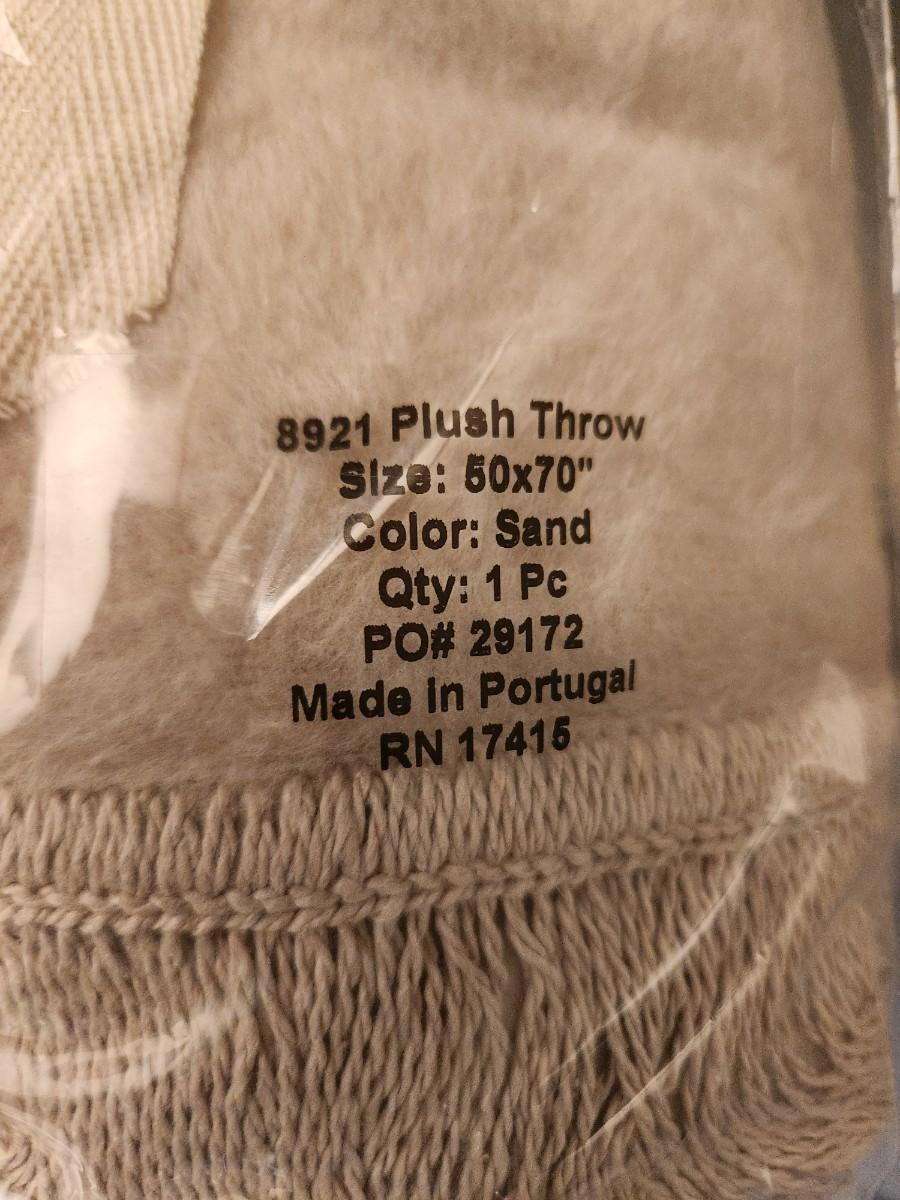 8921 Plush Throw
Size: 50x70"
Color: Sand
Qty: 1 Pc
PO# 29172
Made in Portugal
RN 17415